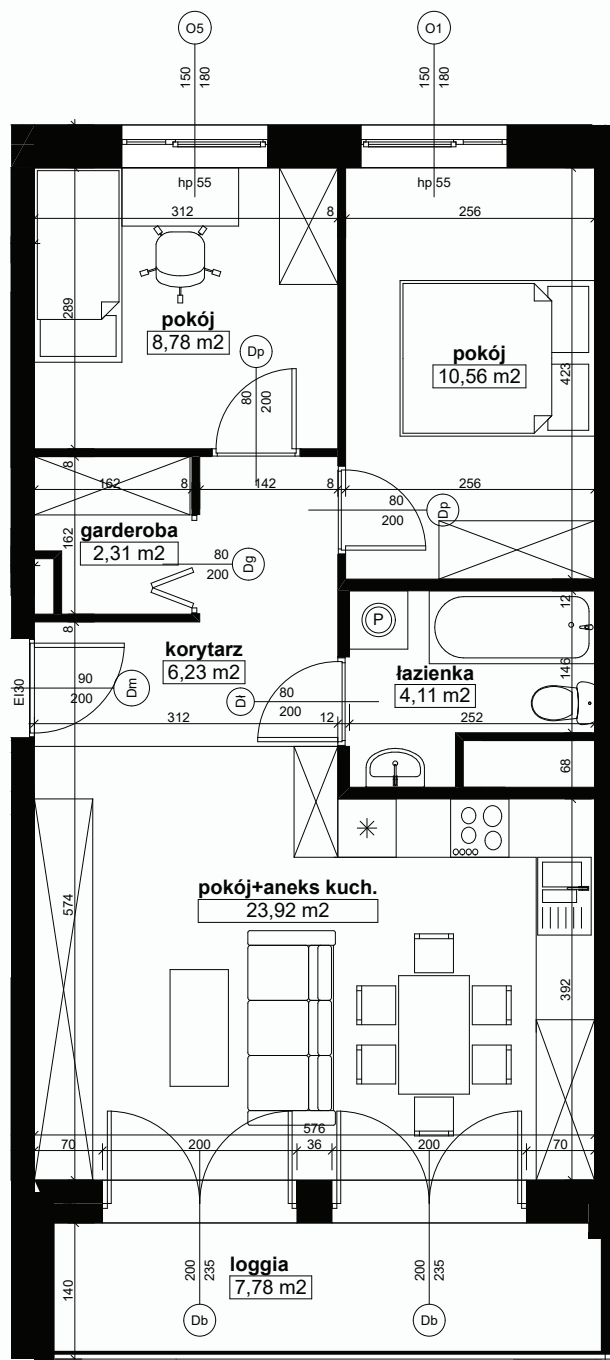 O5
O1
150 180
150 180
hp 55
hp 55
312 8
256
289
pokój
8,78 m2
Dp
80
200
pokój
10,56 m2
423
8
162 8 142 8
256
garderoba
2,31 m2
162
80
200
Dg
80
200
Dp
8
12
korytarz
6,23 m2
P
146
łazienka
4,11 m2
EI30
90
200
Dm
Dł
80
200
312 12 252
68
574
pokój+aneks kuch.
23,92 m2
392
576
70 200 36 200 70
loggia
7,78 m2
140
200 235
200 235
Db
Db